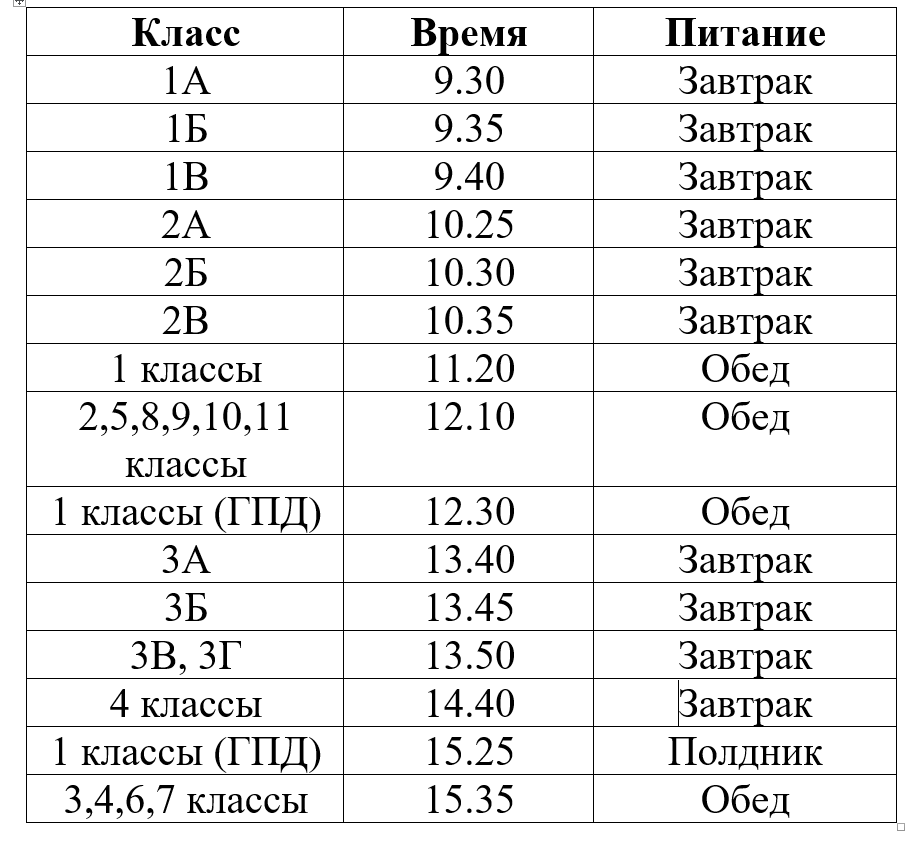 Класс Время Питание
1А 9.30 Завтрак
1Б 9.35 Завтрак
1В 9.40 Завтрак
2А 10.25 Завтрак
2Б 10.30 Завтрак
2В 10.35 Завтрак
1 классы 11.20 Обед
2,5,8,9,10,11 12.10 Обед
классы
1 классы (ГПД) 12.30 Обед
3А 13.40 Завтрак
3Б 13.45 Завтрак
3В, 3Г 13.50 Завтрак
4 классы 14.40 Завтрак
1 классы (ГПД) 15.25 Полдник
3,4,6,7 классы 15.35 Обед